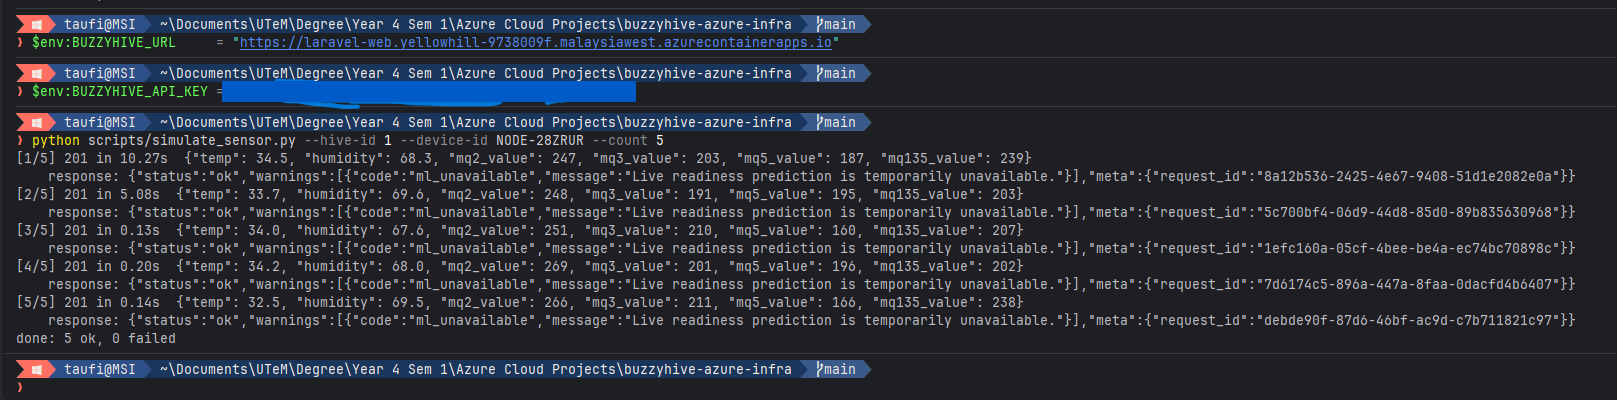 taufi@MSI ~\Documents\UTeM\Degree\Year 4 Sem 1\Azure Cloud Projects\buzzyhive-azure-infra main
❯ $env:BUZZYHIVE_URL     = "https://laravel-web.yellowhill-9738009f.malaysiawest.azurecontainerapps.io"
taufi@MSI ~\Documents\UTeM\Degree\Year 4 Sem 1\Azure Cloud Projects\buzzyhive-azure-infra main
❯ $env:BUZZYHIVE_API_KEY =
taufi@MSI ~\Documents\UTeM\Degree\Year 4 Sem 1\Azure Cloud Projects\buzzyhive-azure-infra main
❯ python scripts/simulate_sensor.py --hive-id 1 --device-id NODE-28ZRUR --count 5
[1/5] 201 in 10.27s  {"temp": 34.5, "humidity": 68.3, "mq2_value": 247, "mq3_value": 203, "mq5_value": 187, "mq135_value": 239}
    response: {"status":"ok","warnings":[{"code":"ml_unavailable","message":"Live readiness prediction is temporarily unavailable."}],"meta":{"request_id":"8a12b536-2425-4e67-9408-51d1e2082e0a"}}
[2/5] 201 in 5.08s  {"temp": 33.7, "humidity": 69.6, "mq2_value": 248, "mq3_value": 191, "mq5_value": 195, "mq135_value": 203}
    response: {"status":"ok","warnings":[{"code":"ml_unavailable","message":"Live readiness prediction is temporarily unavailable."}],"meta":{"request_id":"5c700bf4-06d9-44d8-85d0-89b835630968"}}
[3/5] 201 in 0.13s  {"temp": 34.0, "humidity": 67.6, "mq2_value": 251, "mq3_value": 210, "mq5_value": 160, "mq135_value": 207}
    response: {"status":"ok","warnings":[{"code":"ml_unavailable","message":"Live readiness prediction is temporarily unavailable."}],"meta":{"request_id":"1efc160a-05cf-4bee-be4a-ec74bc70898c"}}
[4/5] 201 in 0.20s  {"temp": 34.2, "humidity": 68.0, "mq2_value": 269, "mq3_value": 201, "mq5_value": 196, "mq135_value": 202}
    response: {"status":"ok","warnings":[{"code":"ml_unavailable","message":"Live readiness prediction is temporarily unavailable."}],"meta":{"request_id":"7d6174c5-896a-447a-8faa-0dacfd4b6407"}}
[5/5] 201 in 0.14s  {"temp": 32.5, "humidity": 69.5, "mq2_value": 266, "mq3_value": 211, "mq5_value": 166, "mq135_value": 238}
    response: {"status":"ok","warnings":[{"code":"ml_unavailable","message":"Live readiness prediction is temporarily unavailable."}],"meta":{"request_id":"debde90f-87d6-46bf-ac9d-c7b711821c97"}}
done: 5 ok, 0 failed
taufi@MSI ~\Documents\UTeM\Degree\Year 4 Sem 1\Azure Cloud Projects\buzzyhive-azure-infra main
❯